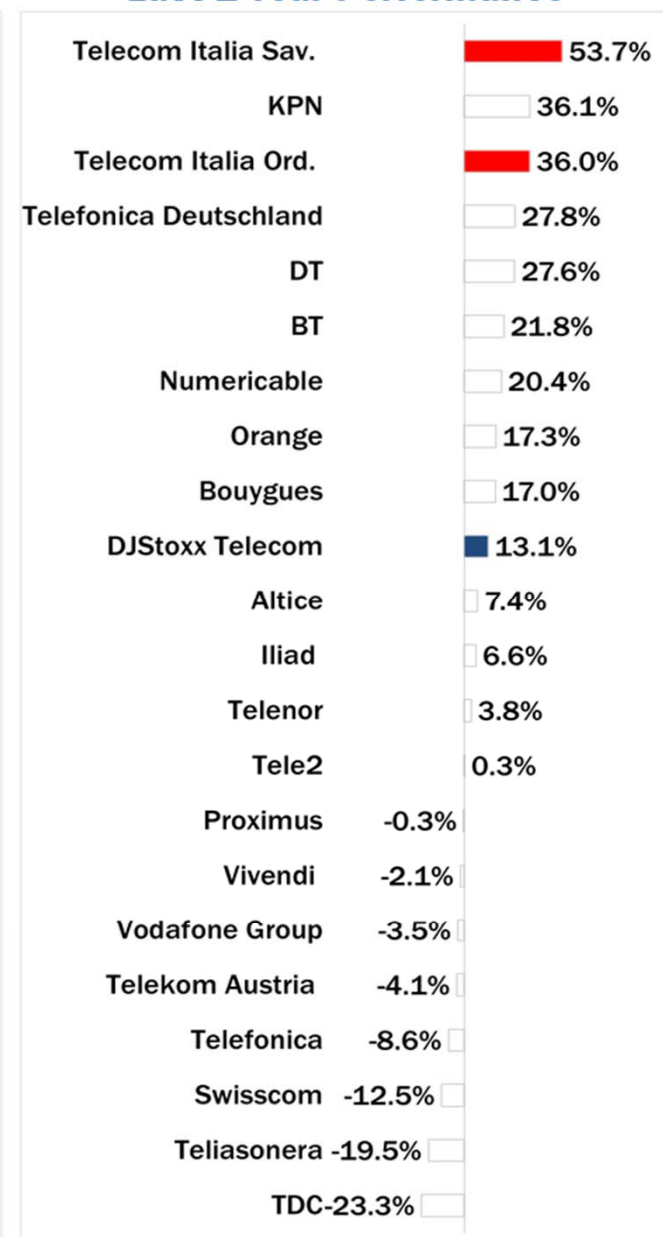 Telecom Italia Sav. 53.7%
KPN 36.1%
Telecom Italia Ord. 36.0%
Telefonica Deutschland 27.8%
DT 27.6%
BT 21.8%
Numericable 20.4%
Orange 17.3%
Bouygues 17.0%
DJStoxx Telecom 13.1%
Altice 7.4%
Iliad 6.6%
Telenor 3.8%
Tele2 0.3%
Proximus -0.3%
Vivendi -2.1%
Vodafone Group -3.5%
Telekom Austria -4.1%
Telefonica -8.6%
Swisscom -12.5%
Teliasonera -19.5%
TDC -23.3%